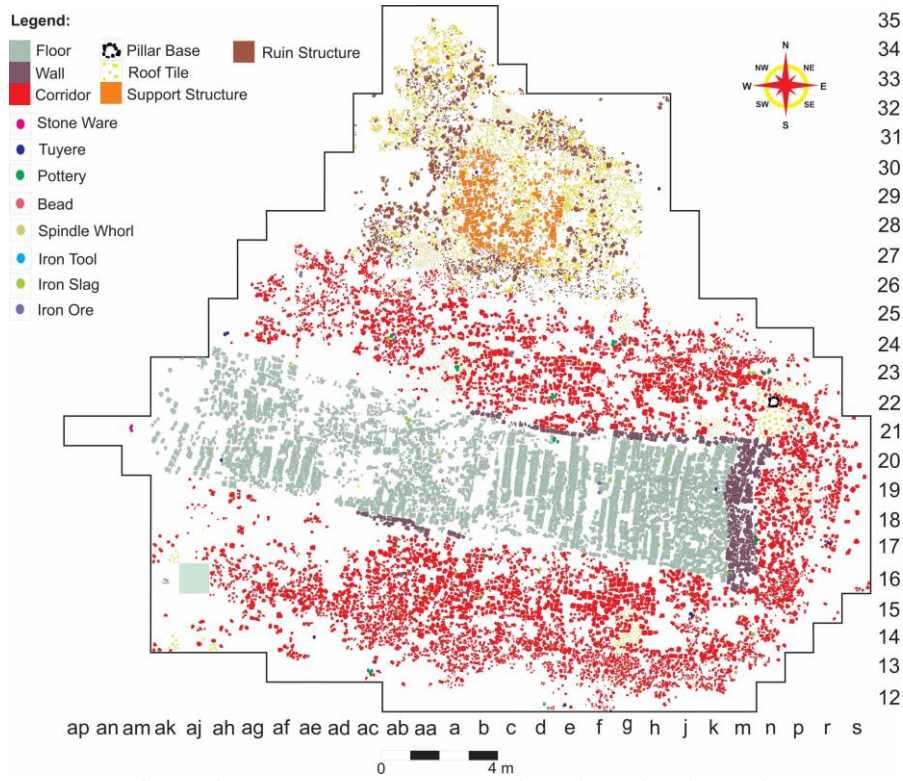 Legend:
Floor
Pillar Base
Ruin Structure
Wall
Roof Tile
Corridor
Support Structure
Stone Ware
Tuyere
Pottery
Bead
Spindle Whorl
Iron Tool
Iron Slag
Iron Ore
N
NW NE
W E
SW SE
S
35
34
33
32
31
30
29
28
27
26
25
24
23
22
21
20
19
18
17
16
15
14
13
12
ap an am ak aj ah ag af ae ad ac ab aa a b c d e f g h j k m n p r s
0 4 m